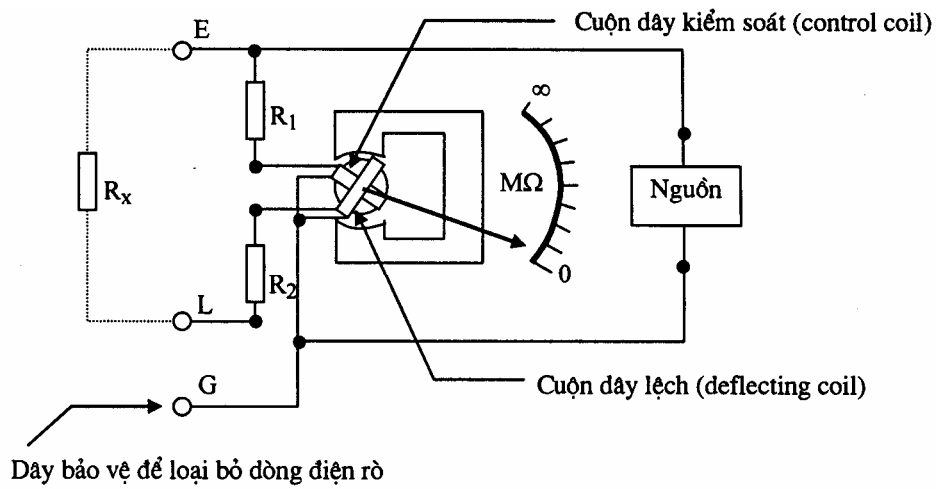 Cuộn dây kiểm soát (control coil)
E
∞
R1
MΩ
Nguồn
Rx
R2
0
L
G
Cuộn dây lệch (deflecting coil)
Dây bảo vệ để loại bỏ dòng điện rò